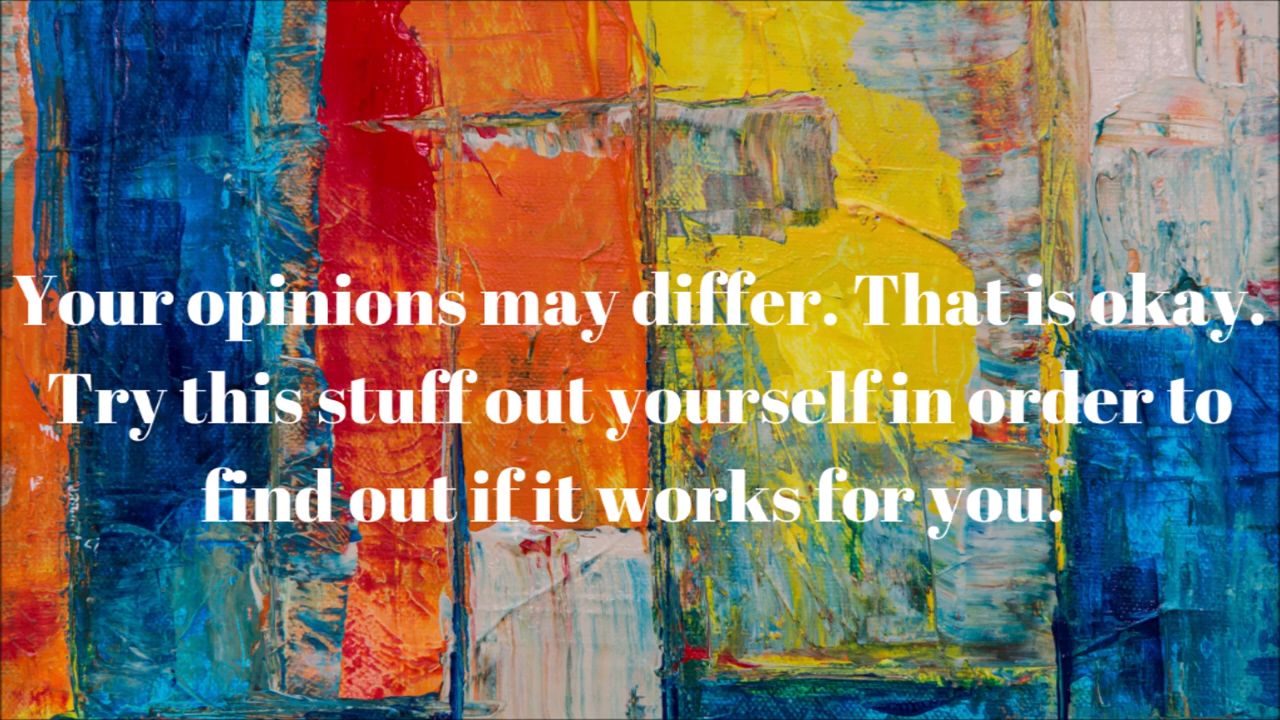 Your opinions may differ. That is okay.
Try this stuff out yourself in order to
find out if it works for you.